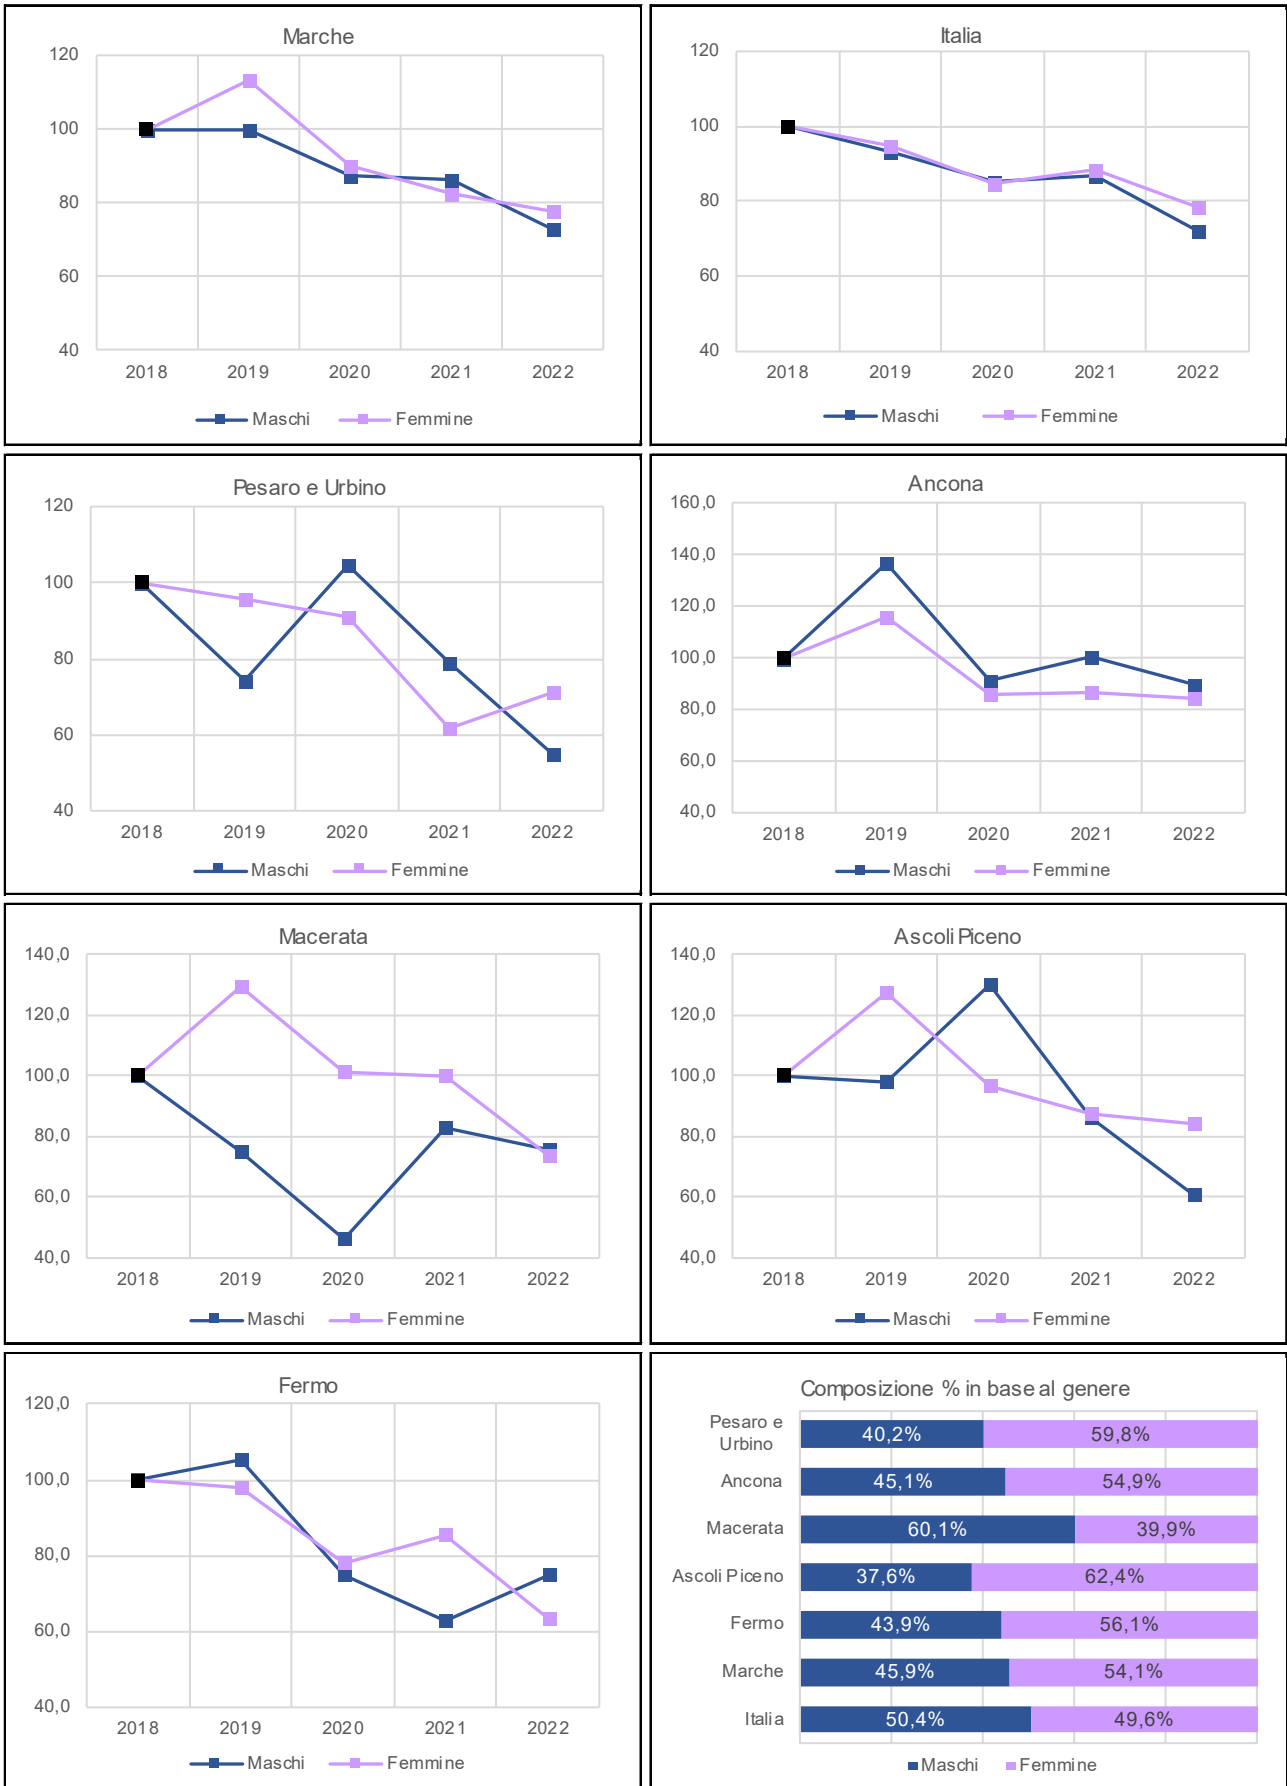 Marche
120
100
80
60
40
2018 2019 2020 2021 2022
Maschi Femmine
Italia
120
100
80
60
40
2018 2019 2020 2021 2022
Maschi Femmine
Pesaro e Urbino
120
100
80
60
40
2018 2019 2020 2021 2022
Maschi Femmine
Ancona
160,0
140,0
120,0
100,0
80,0
60,0
40,0
2018 2019 2020 2021 2022
Maschi Femmine
Macerata
140,0
120,0
100,0
80,0
60,0
40,0
2018 2019 2020 2021 2022
Maschi Femmine
Ascoli Piceno
140,0
120,0
100,0
80,0
60,0
40,0
2018 2019 2020 2021 2022
Maschi Femmine
Fermo
120,0
100,0
80,0
60,0
40,0
2018 2019 2020 2021 2022
Maschi Femmine
Composizione % in base al genere
Pesaro e
Urbino
40,2% 59,8%
Ancona 45,1% 54,9%
Macerata 60,1% 39,9%
Ascoli Piceno 37,6% 62,4%
Fermo 43,9% 56,1%
Marche 45,9% 54,1%
Italia 50,4% 49,6%
Maschi Femmine